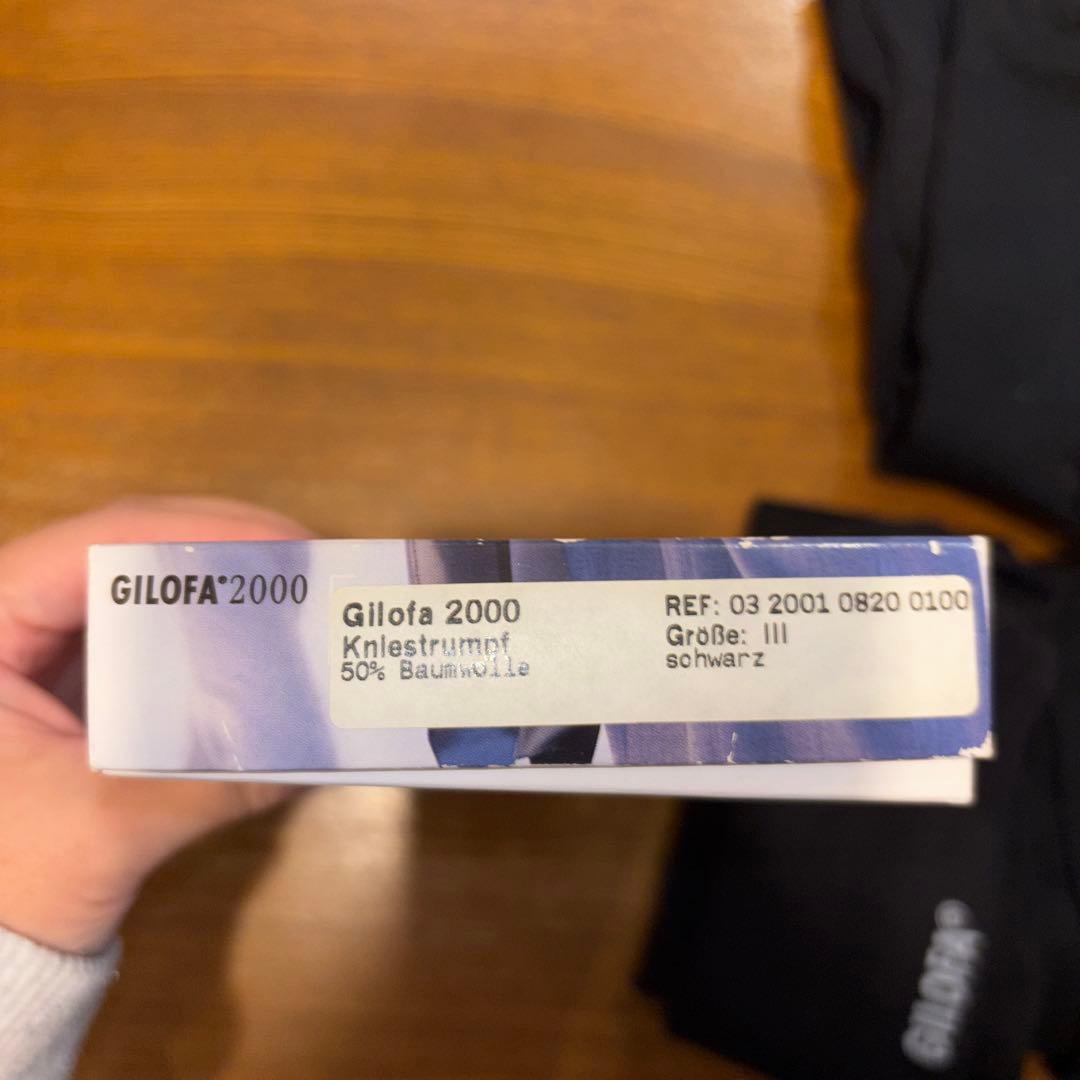 GILOFA®2000
Gilofa 2000
Kniestrumpf
50% Baumwolle
REF: 03 2001 0820 0100
Größe: III
schwarz
GILOFA®